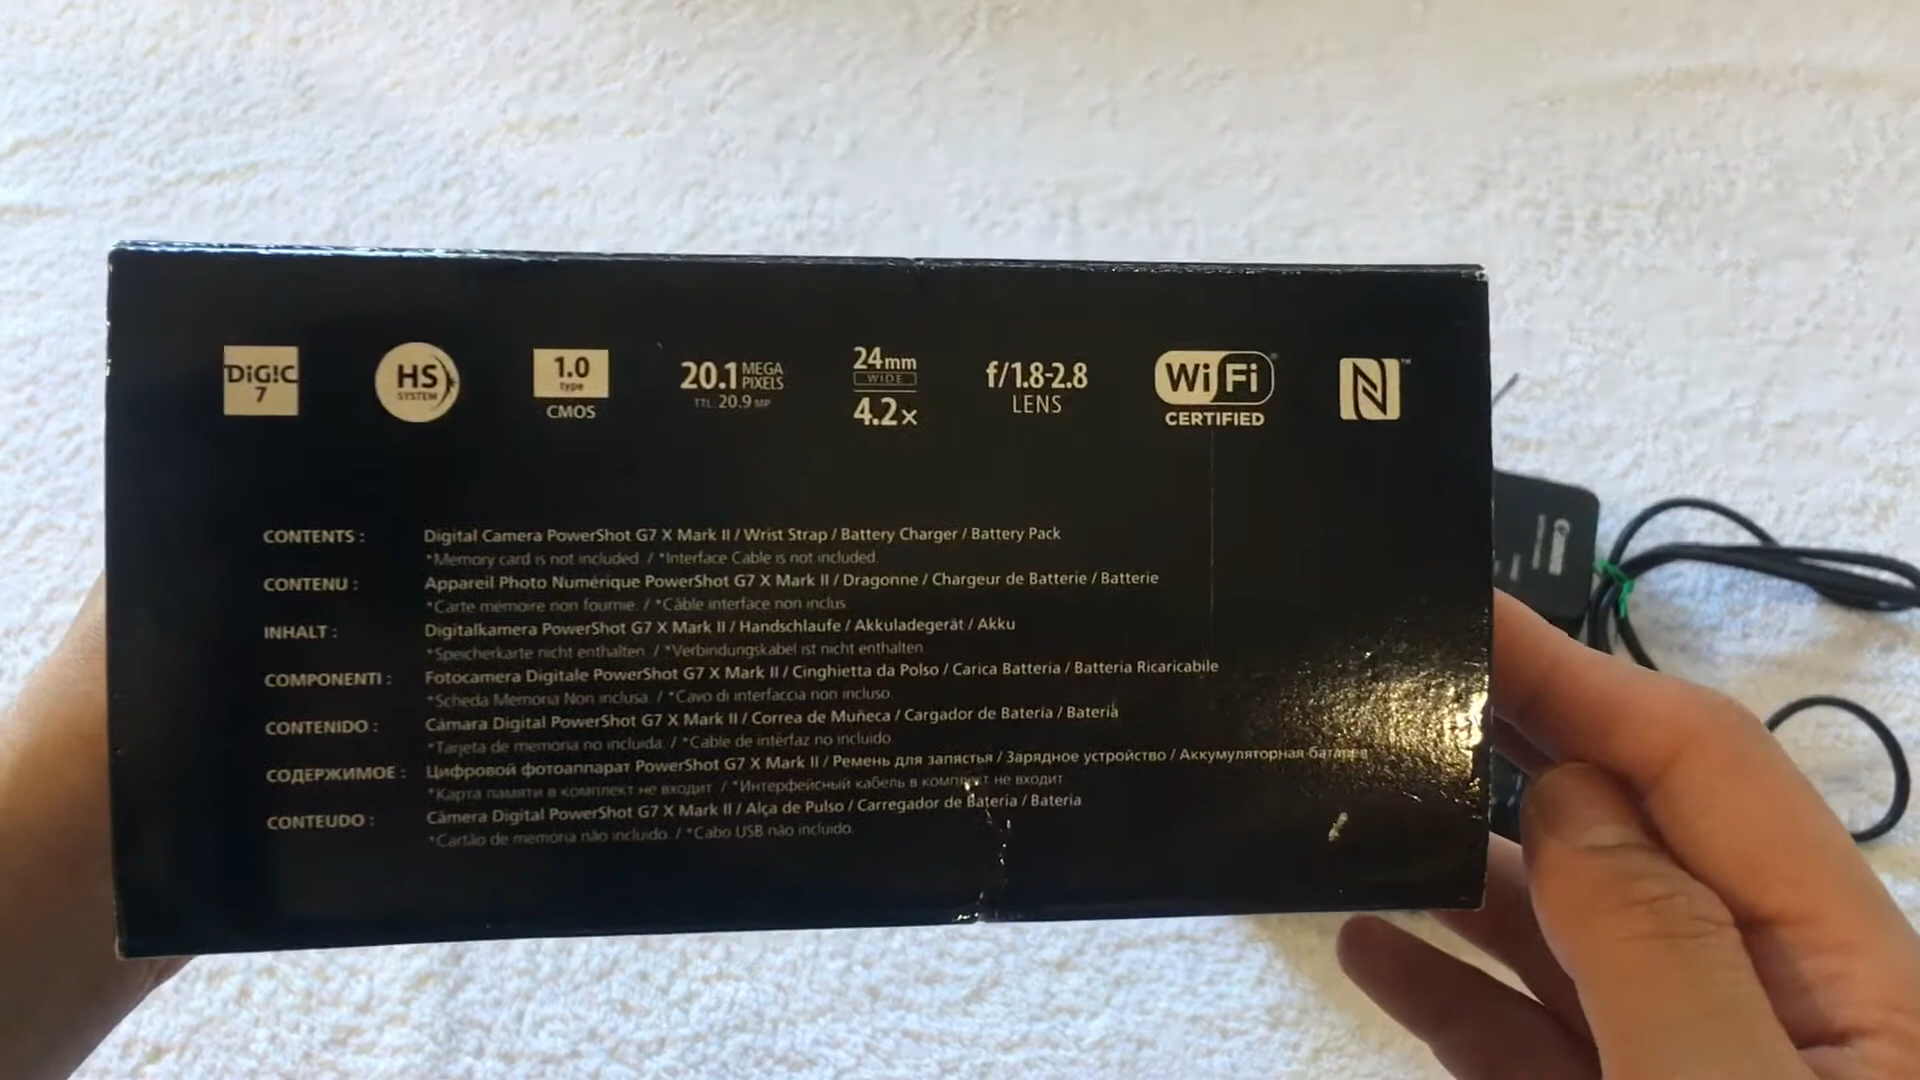 DiG!C 7
HS SYSTEM
1.0 type CMOS
20.1 MEGA PIXELS
TTL. 20.9 MP
24mm WIDE 4.2x
f/1.8-2.8 LENS
Wi Fi CERTIFIED
N ™
CONTENTS : Digital Camera PowerShot G7 X Mark II / Wrist Strap / Battery Charger / Battery Pack
*Memory card is not included. / *Interface Cable is not included.
CONTENU : Appareil Photo Numérique PowerShot G7 X Mark II / Dragonne / Chargeur de Batterie / Batterie
*Carte mémoire non fournie. / *Câble interface non inclus
INHALT : Digitalkamera PowerShot G7 X Mark II / Handschlaufe / Akkuladegerät / Akku
*Speicherkarte nicht enthalten. / *Verbindungskabel ist nicht enthalten
COMPONENTI : Fotocamera Digitale PowerShot G7 X Mark II / Cinghietta da Polso / Carica Batteria / Batteria Ricaricabile
*Scheda Memoria Non inclusa. / *Cavo di interfaccia non incluso.
CONTENIDO : Cámara Digital PowerShot G7 X Mark II / Correa de Muñeca / Cargador de Batería / Batería
*Tarjeta de memoria no incluida. / *Cable de interfaz no incluido.
СОДЕРЖИМОЕ : Цифровой фотоаппарат PowerShot G7 X Mark II / Ремень для запястья / Зарядное устройство / Аккумуляторная батарея
*Карта памяти в комплект не входит. / *Интерфейсный кабель в комплект не входит
CONTEUDO : Câmera Digital PowerShot G7 X Mark II / Alça de Pulso / Carregador de Bateria / Bateria
*Cartão de memória não incluido. / *Cabo USB não incluido.
Canon